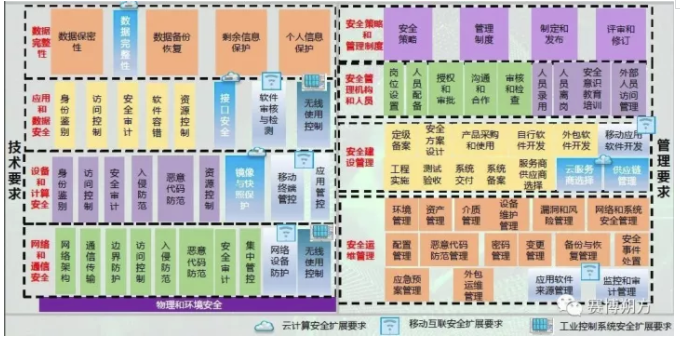 技术要求
数据完整性
数据保密性
数据完整性
数据备份恢复
剩余信息保护
个人信息保护
应用和数据安全
身份鉴别
访问控制
安全审计
软件容错
资源控制
接口安全
软件审核与检测
无线使用控制
设备和计算安全
身份鉴别
访问控制
安全审计
入侵防范
恶意代码防范
资源控制
镜像与快照保护
移动终端管控
应用管控
网络和通信安全
网络架构
通信传输
边界防护
访问控制
入侵防范
恶意代码防范
安全审计
集中管控
网络设备防护
无线使用控制
物理和环境安全
管理要求
安全策略和管理制度
安全策略
管理制度
制定和发布
评审和修订
安全管理机构和人员
岗位设置
人员配备
授权和审批
沟通和合作
审核和检查
人员录用
人员离岗
安全意识教育培训
外部人员访问管理
安全建设管理
定级备案
安全方案设计
产品采购和使用
自行软件开发
外包软件开发
移动应用软件开发
工程实施
测试验收
系统交付
系统备案
服务商供应商选择
云服务商选择
供应链管理
安全运维管理
环境管理
资产管理
介质管理
设备维护管理
漏洞和风险管理
网络和系统安全管理
配置管理
恶意代码防范管理
密码管理
变更管理
备份与恢复管理
安全事件处置
应急预案管理
外包运维管理
应用软件来源管理
监控和审计管理
云计算安全扩展要求
移动互联安全扩展要求
工业控制系统安全扩展要求
赛博朔方